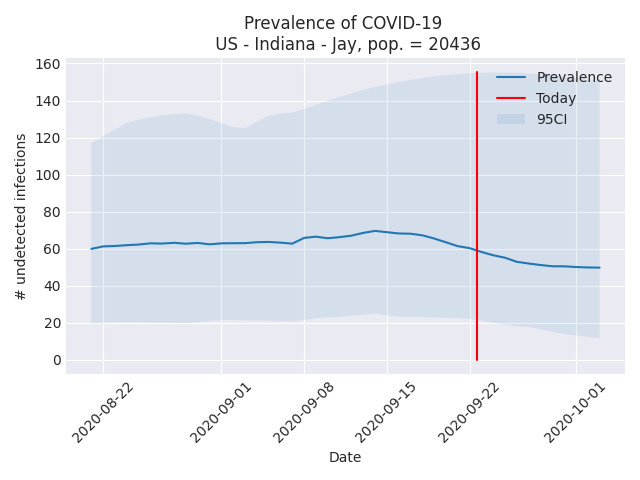 Prevalence of COVID-19
US - Indiana - Jay, pop. = 20436
160
140
120
100
80
60
40
20
0
# undetected infections
Prevalence
Today
95CI
2020-08-22
2020-09-01
2020-09-08
2020-09-15
2020-09-22
2020-10-01
Date